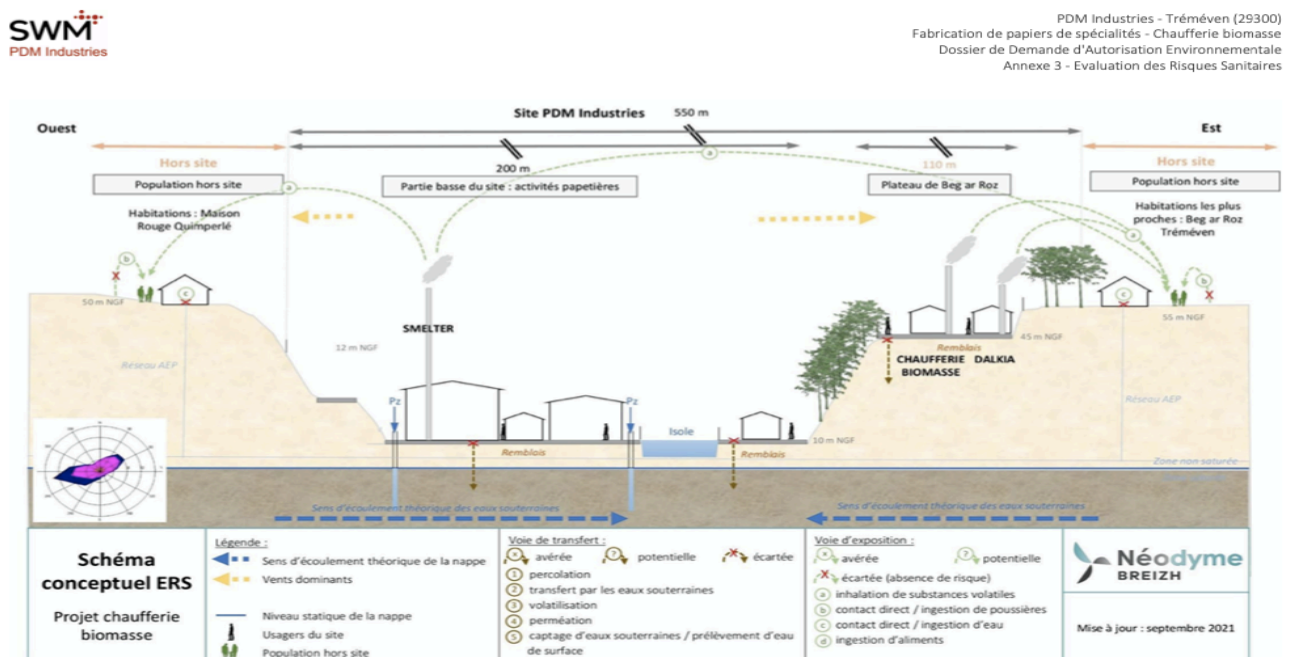 SWM
PDM Industries
PDM Industries - Tréméven (29300)
Fabrication de papiers de spécialités - Chaufferie biomasse
Dossier de Demande d'Autorisation Environnementale
Annexe 3 - Evaluation des Risques Sanitaires
Ouest
Site PDM Industries
550 m
Est
Hors site
200 m
110 m
Hors site
Population hors site
a
Partie basse du site : activités papetières
Plateau de Beg ar Roz
Population hors site
a
Habitations : Maison
Rouge Quimperlé
Habitations les plus
proches : Beg ar Roz
Tréméven
a
b
X
c
50 m NGF
b
X
c
55 m NGF
SMELTER
12 m NGF
Réseau AEP
Remblais
45 m NGF
CHAUFFERIE DALKIA
BIOMASSE
Réseau AEP
Pz
Pz
Isole
10 m NGF
Remblais
Remblais
Zone non saturée
Sens d'écoulement théorique des eaux souterraines
Sens d'écoulement théorique des eaux souterraines
Schéma
conceptuel ERS
Projet chaufferie
biomasse
Légende :
Sens d'écoulement théorique de la nappe
Vents dominants
Niveau statique de la nappe
Usagers du site
Population hors site
Voie de transfert :
x avérée
? potentielle
X écartée
1 percolation
2 transfert par les eaux souterraines
3 volatilisation
4 perméation
5 captage d'eaux souterraines / prélèvement d'eau
de surface
Voie d'exposition :
x avérée
? potentielle
X écartée (absence de risque)
a inhalation de substances volatiles
b contact direct / ingestion de poussières
c contact direct / ingestion d'eau
d ingestion d'aliments
Néodyme
BREIZH
Mise à jour : septembre 2021